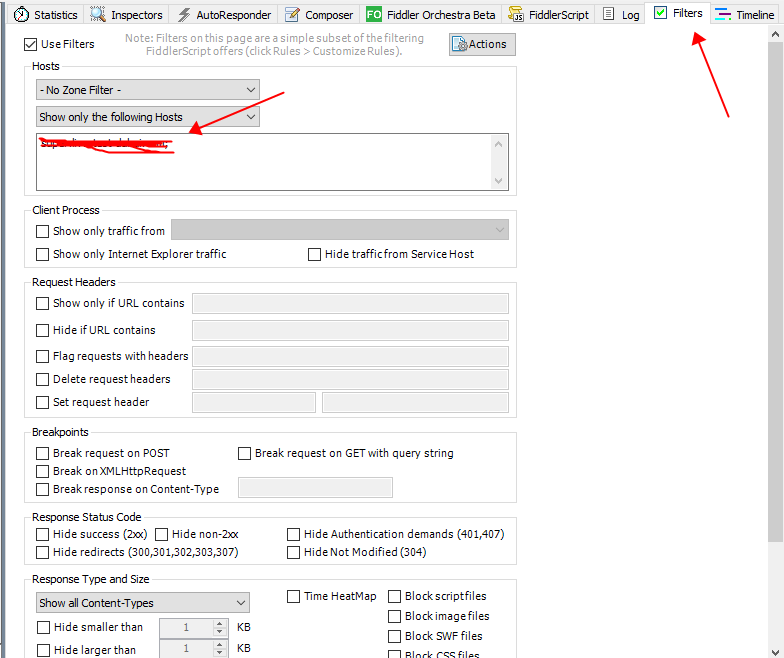 Statistics Inspectors AutoResponder Composer FO Fiddler Orchestra Beta FiddlerScript Log Filters Timeline
Use Filters
Note: Filters on this page are a simple subset of the filtering
FiddlerScript offers (click Rules > Customize Rules).
Actions
Hosts
- No Zone Filter -
Show only the following Hosts
Client Process
Show only traffic from
Show only Internet Explorer traffic
Hide traffic from Service Host
Request Headers
Show only if URL contains
Hide if URL contains
Flag requests with headers
Delete request headers
Set request header
Breakpoints
Break request on POST
Break request on GET with query string
Break on XMLHttpRequest
Break response on Content-Type
Response Status Code
Hide success (2xx)
Hide non-2xx
Hide Authentication demands (401,407)
Hide redirects (300,301,302,303,307)
Hide Not Modified (304)
Response Type and Size
Show all Content-Types
Time HeatMap
Block script files
Block image files
Hide smaller than 1 KB
Block SWF files
Hide larger than 1 KB
Block CSS files